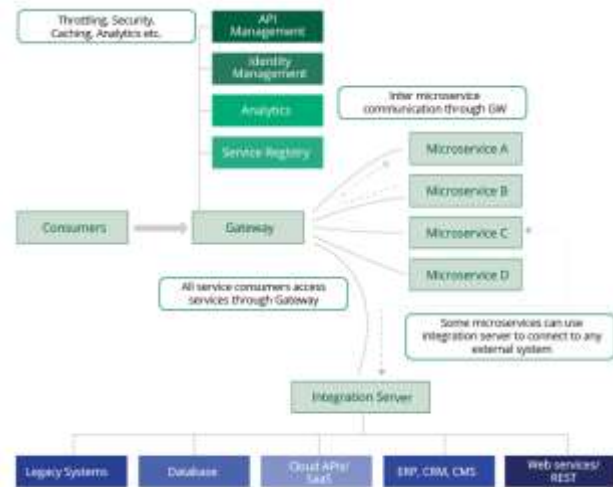 Throttling, Security,
Caching, Analytics etc.
API
Management
Identity
Management
Analytics
Service Registry
Inter microservice
communication through GW
Microservice A
Microservice B
Microservice C
Microservice D
Consumers
Gateway
All service consumers access
services through Gateway
Some microservices can use
integration server to connect to any
external system
Integration Server
Legacy Systems
Database
Cloud APIs/
SaaS
ERP, CRM, CMS
Web services/
REST